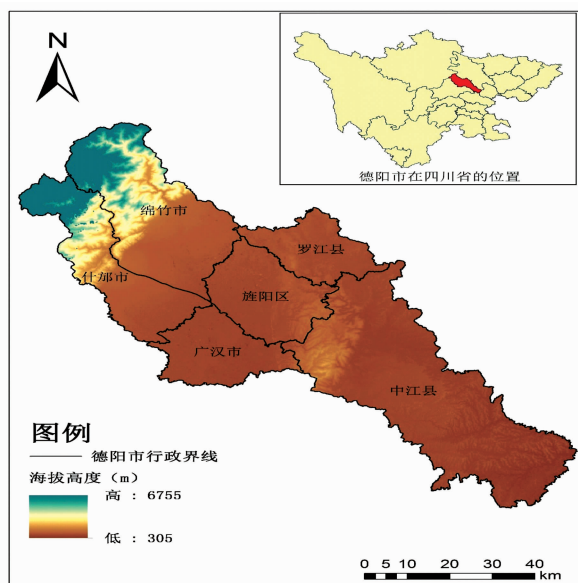 N
德阳市在四川省的位置
绵竹市
罗江县
什邡市
旌阳区
广汉市
中江县
图例
德阳市行政界线
海拔高度（m）
高 : 6755
低 : 305
0 5 10 20 30 40
km